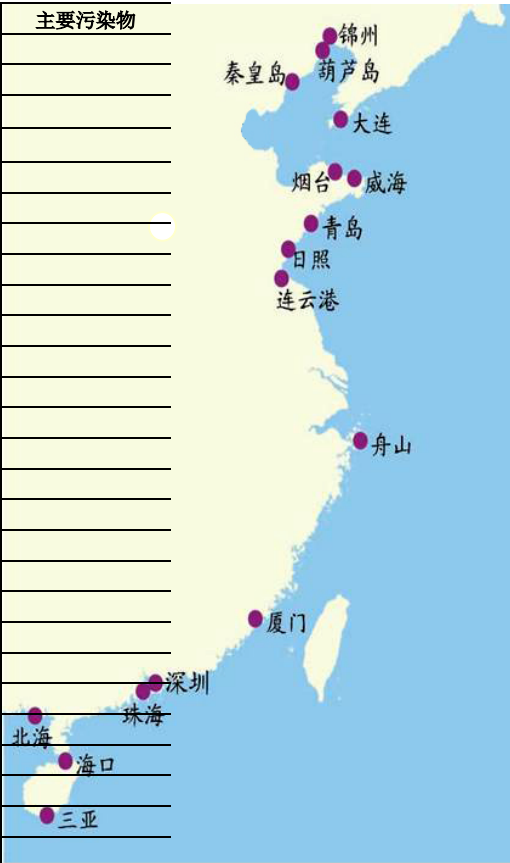 主要污染物
锦州
葫芦岛
秦皇岛
大连
烟台
威海
青岛
日照
连云港
舟山
厦门
深圳
珠海
北海
海口
三亚